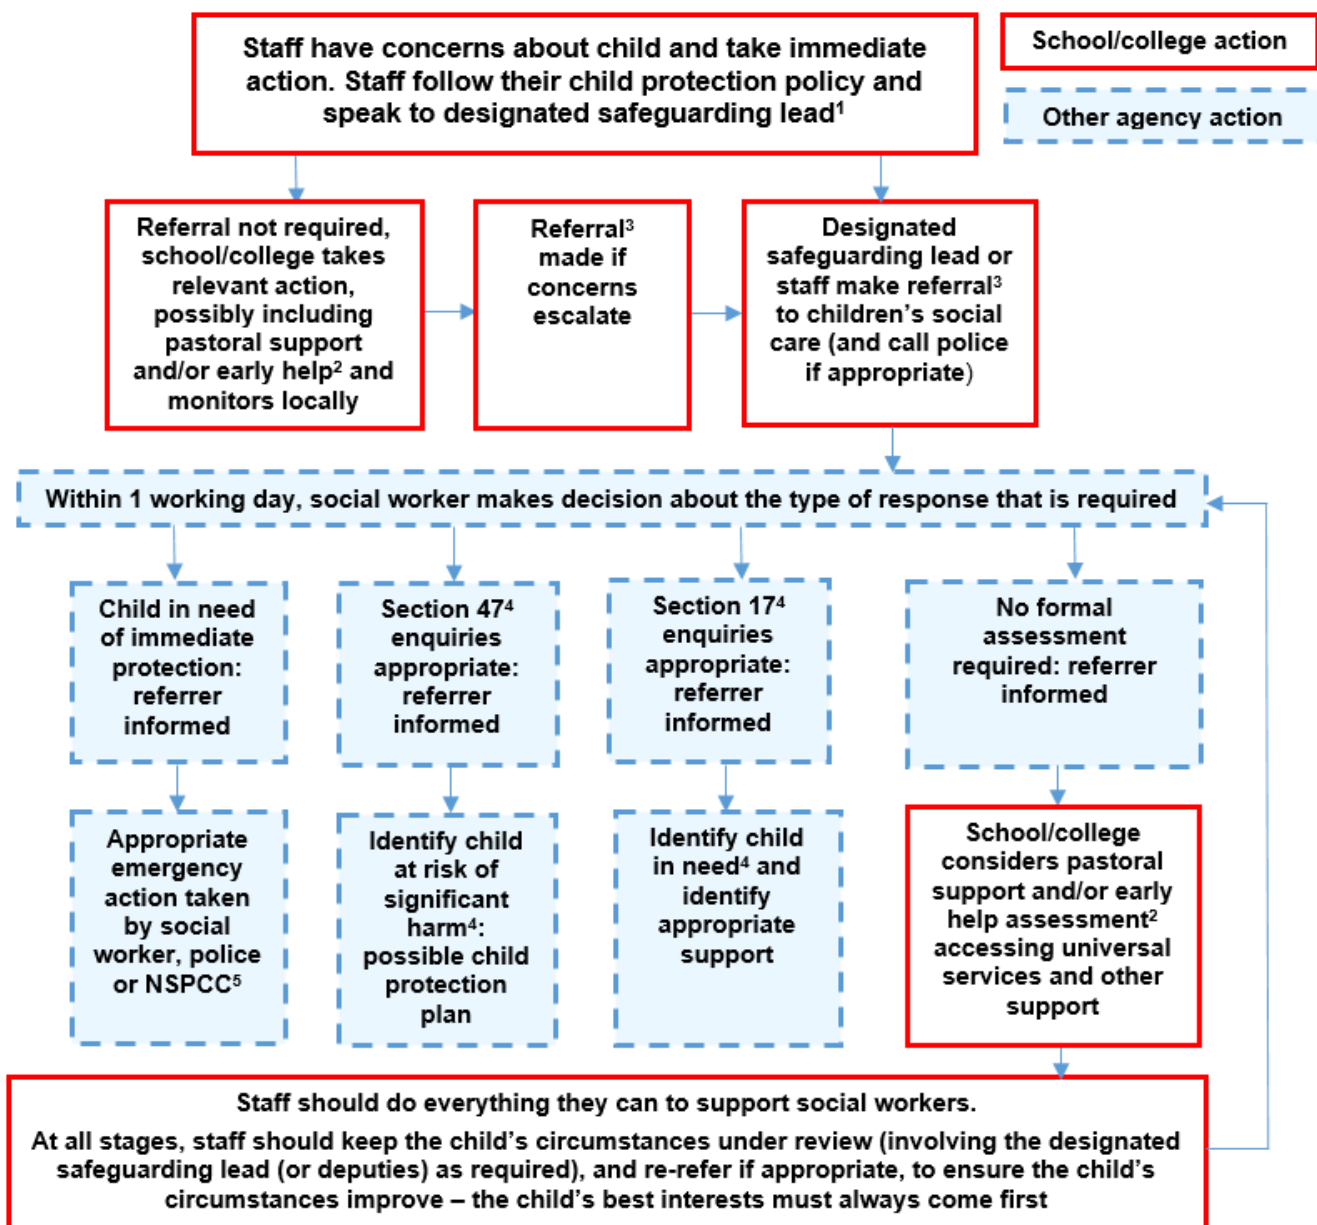 Staff have concerns about child and take immediate
action. Staff follow their child protection policy and
speak to designated safeguarding lead¹
School/college action
Other agency action
Referral not required,
school/college takes
relevant action,
possibly including
pastoral support
and/or early help² and
monitors locally
Referral³
made if
concerns
escalate
Designated
safeguarding lead or
staff make referral³
to children’s social
care (and call police
if appropriate)
Within 1 working day, social worker makes decision about the type of response that is required
Child in need
of immediate
protection:
referrer
informed
Section 47⁴
enquiries
appropriate:
referrer
informed
Section 17⁴
enquiries
appropriate:
referrer
informed
No formal
assessment
required: referrer
informed
Appropriate
emergency
action taken
by social
worker, police
or NSPCC⁵
Identify child
at risk of
significant
harm⁴:
possible child
protection
plan
Identify child
in need⁴ and
identify
appropriate
support
School/college
considers pastoral
support and/or early
help assessment²
accessing universal
services and other
support
Staff should do everything they can to support social workers.
At all stages, staff should keep the child’s circumstances under review (involving the designated
safeguarding lead (or deputies) as required), and re-refer if appropriate, to ensure the child’s
circumstances improve – the child’s best interests must always come first